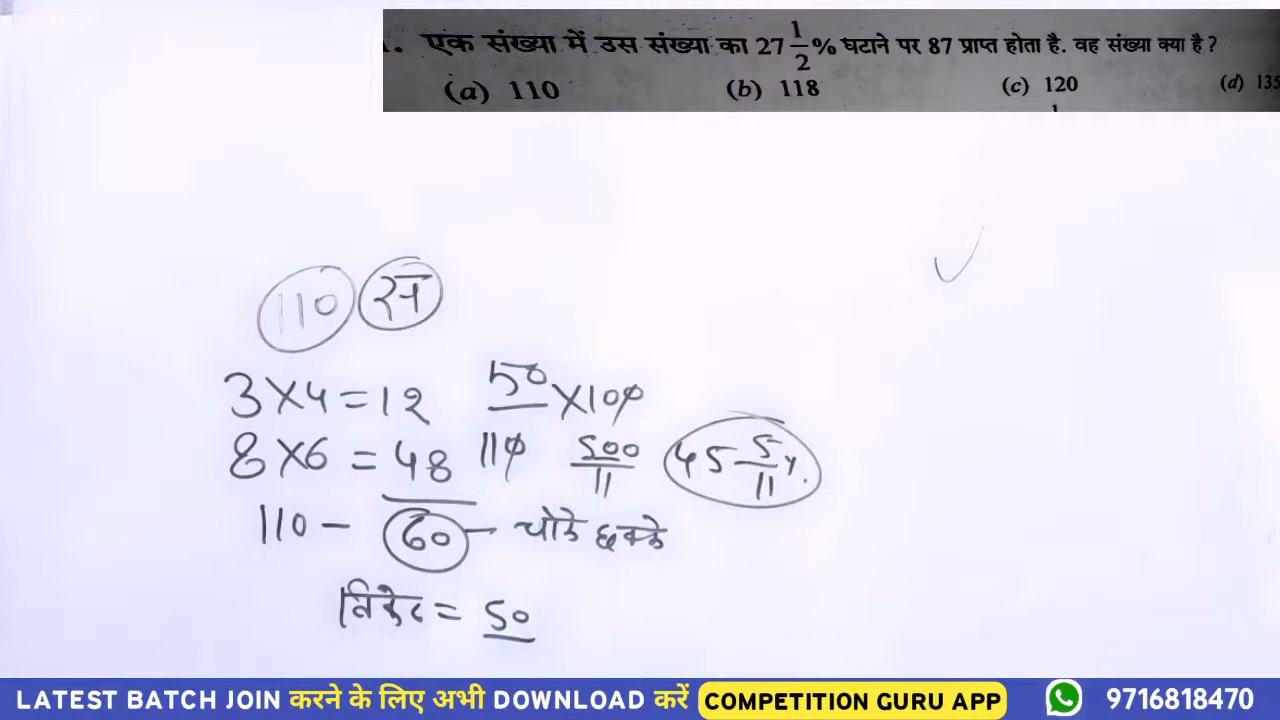 . एक संख्या में उस संख्या का 27 1/2 % घटाने पर 87 प्राप्त होता है. वह संख्या क्या है ?
(a) 110 (b) 118 (c) 120 (d) 135
110 रन
3 X 4 = 12 50/110 X 100
8 X 6 = 48 500/11 45 5/11 %.
110 - 60 - चौके छक्के
विकेट = 50
LATEST BATCH JOIN करने के लिए अभी DOWNLOAD करें COMPETITION GURU APP 9716818470